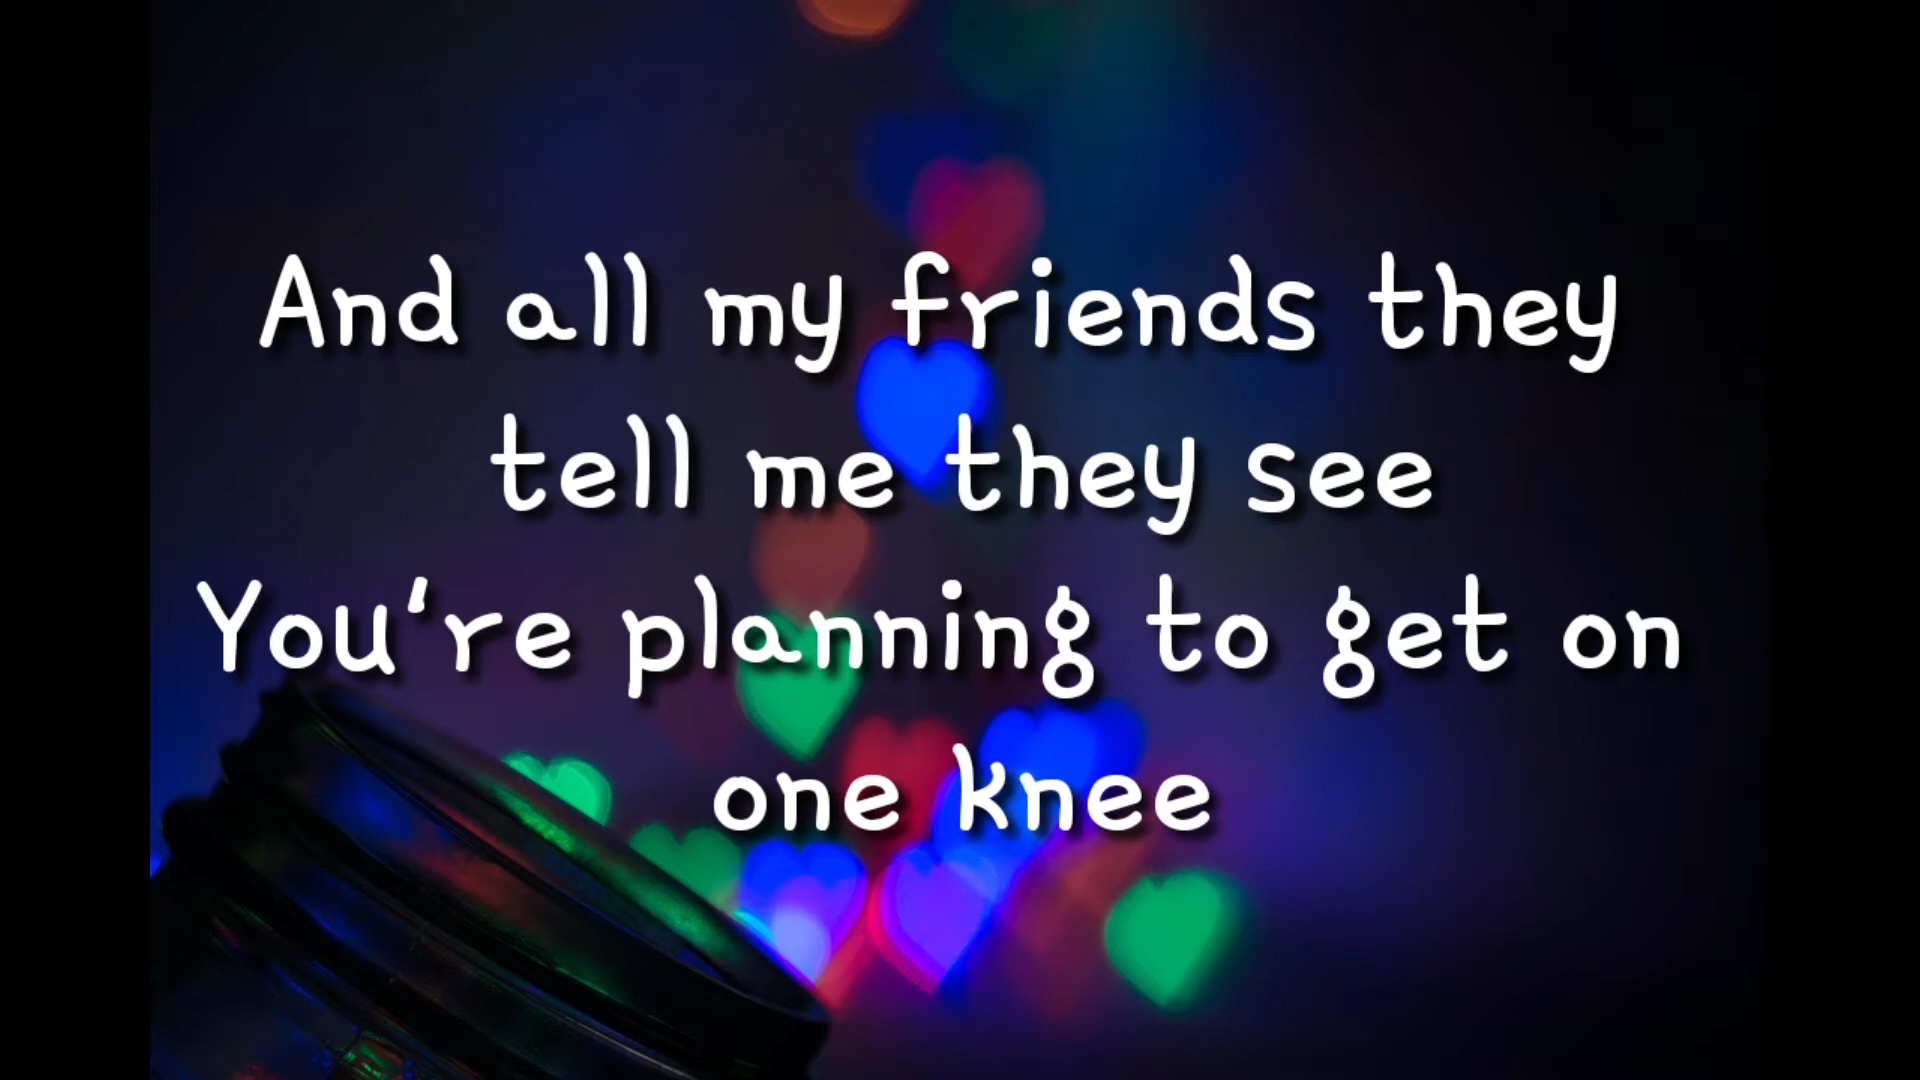 And all my friends they
tell me they see
You're planning to get on
one knee